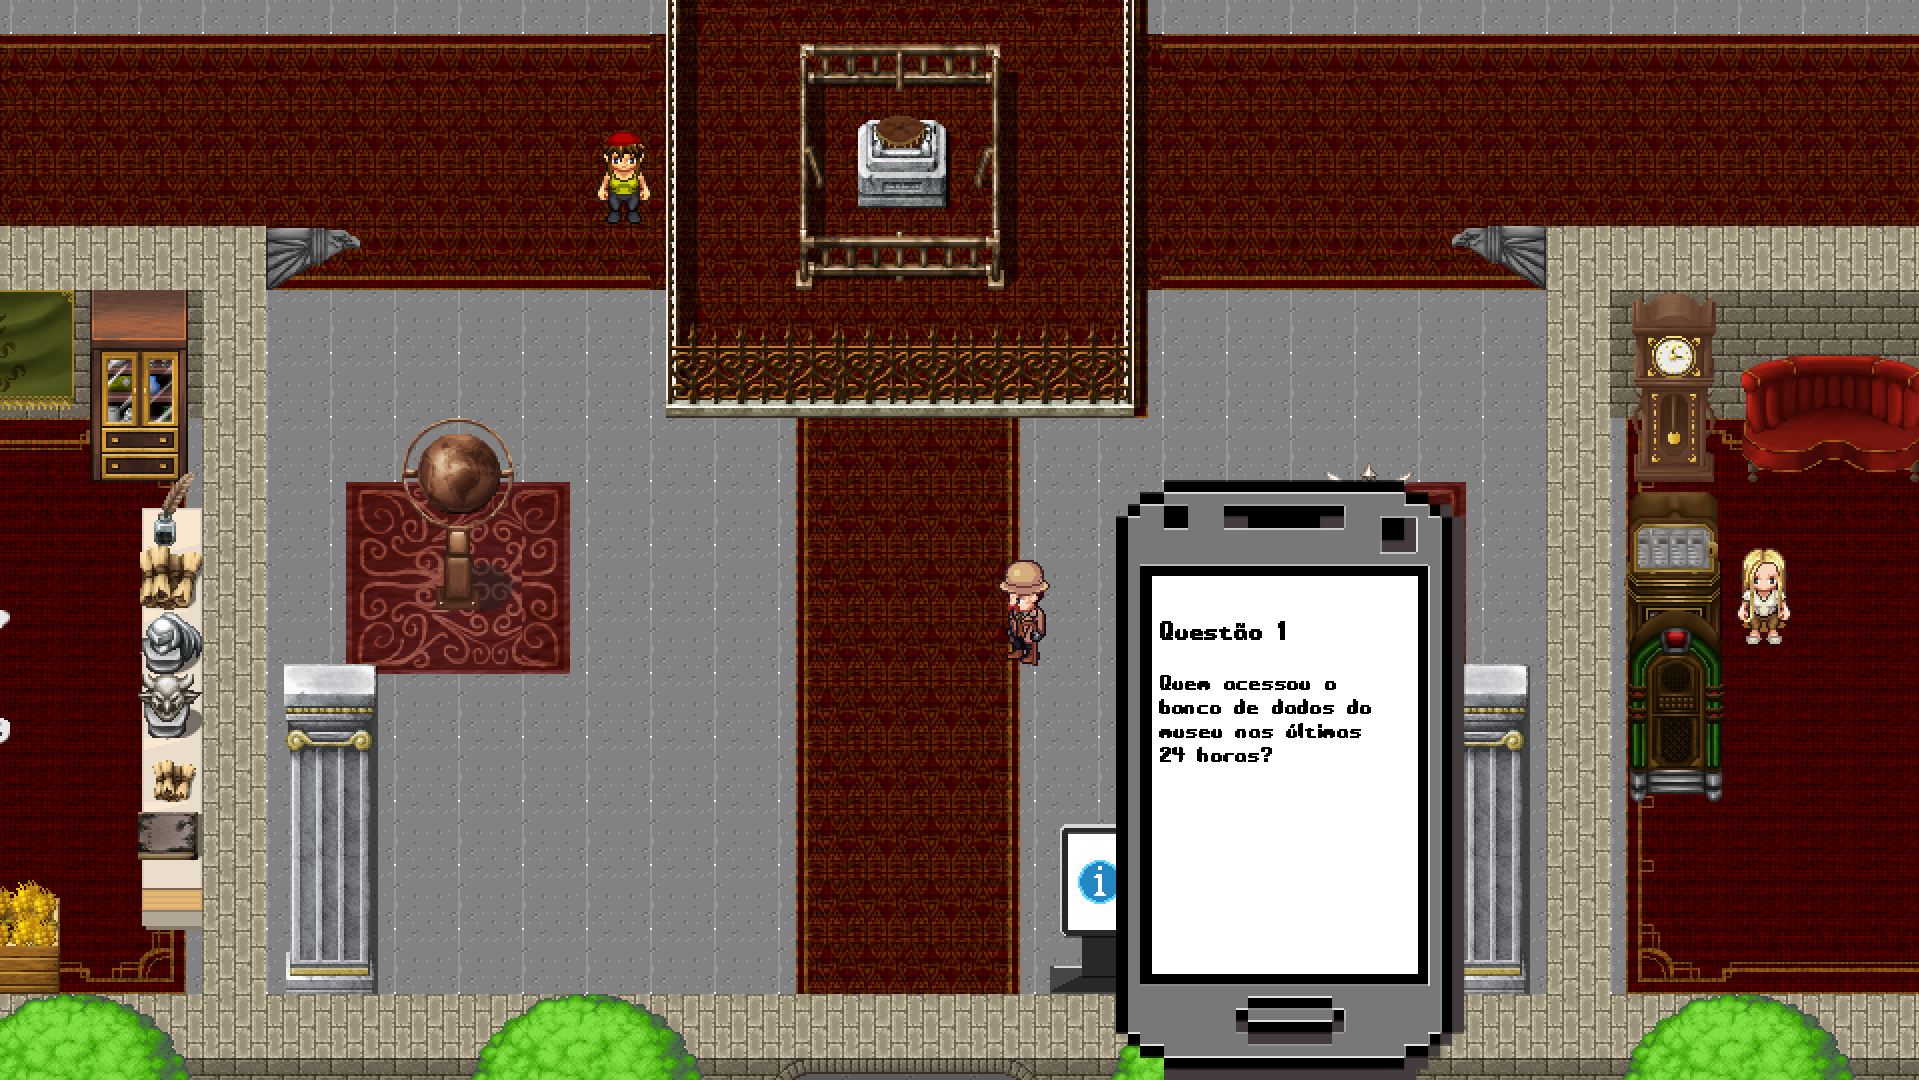 Questão 1
Quem acessou o
banco de dados do
museu nas últimas
24 horas?
i